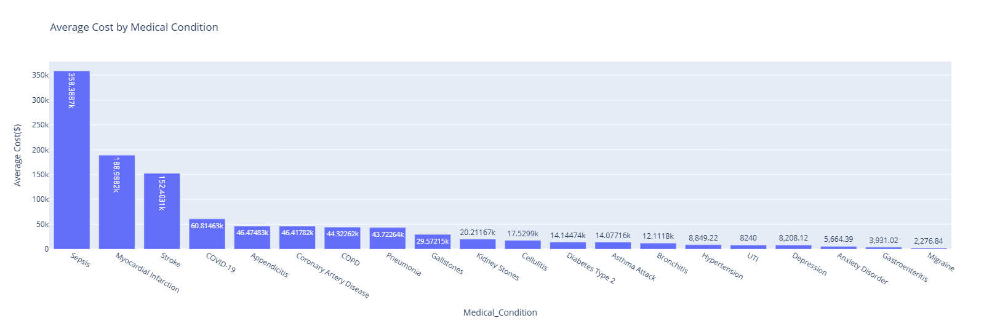 Average Cost by Medical Condition
Average Cost($)
350k
300k
250k
200k
150k
100k
50k
0
358.3887k
188.9882k
152.4031k
60.81463k
46.47483k
46.41782k
44.32262k
43.72264k
29.57215k
20.21167k
17.5299k
14.14474k
14.07716k
12.1118k
8,849.22
8240
8,208.12
5,664.39
3,931.02
2,276.84
Sepsis
Myocardial Infarction
Stroke
COVID-19
Appendicitis
Coronary Artery Disease
COPD
Pneumonia
Gallstones
Kidney Stones
Cellulitis
Diabetes Type 2
Asthma Attack
Bronchitis
Hypertension
UTI
Depression
Anxiety Disorder
Gastroenteritis
Migraine
Medical_Condition